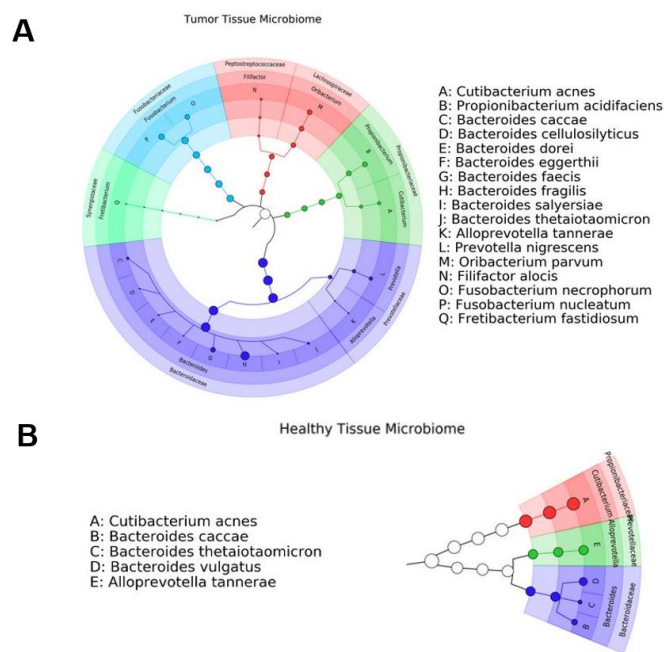 A
Tumor Tissue Microbiome
Peptostreptococcaceae
Filifactor
N
Lachnospiraceae
Oribacterium
M
Fusobacteriaceae
Fusobacterium
O
P
Propionibacteriaceae
Propionibacterium
B
Cutibacterium
A
Synergistaceae
Fretibacterium
Q
C
D
E
F
G
H
I
J
Bacteroides
Bacteroidaceae
L
Prevotella
K
Alloprevotella
Prevotellaceae
A: Cutibacterium acnes
B: Propionibacterium acidifaciens
C: Bacteroides caccae
D: Bacteroides cellulosilyticus
E: Bacteroides dorei
F: Bacteroides eggerthii
G: Bacteroides faecis
H: Bacteroides fragilis
I: Bacteroides salyersiae
J: Bacteroides thetaiotaomicron
K: Alloprevotella tannerae
L: Prevotella nigrescens
M: Oribacterium parvum
N: Filifactor alocis
O: Fusobacterium necrophorum
P: Fusobacterium nucleatum
Q: Fretibacterium fastidiosum
B
Healthy Tissue Microbiome
A: Cutibacterium acnes
B: Bacteroides caccae
C: Bacteroides thetaiotaomicron
D: Bacteroides vulgatus
E: Alloprevotella tannerae
Propionibacteriaceae
Cutibacterium
A
Prevotellaceae
Alloprevotella
E
D
C
B
Bacteroides
Bacteroidaceae